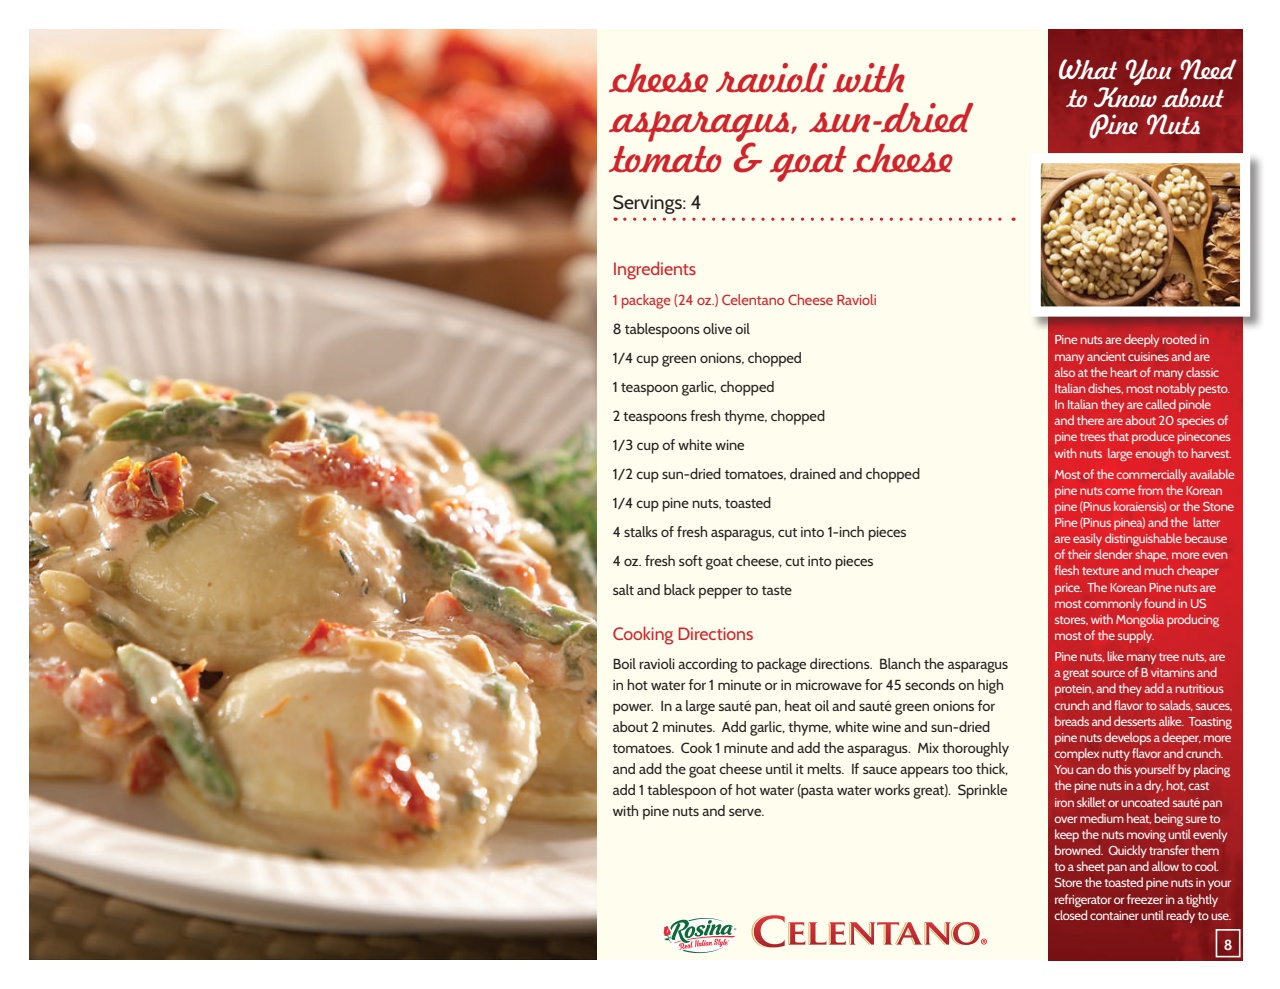 cheese ravioli with
asparagus, sun-dried
tomato & goat cheese
Servings: 4
Ingredients
1 package (24 oz.) Celentano Cheese Ravioli
8 tablespoons olive oil
1/4 cup green onions, chopped
1 teaspoon garlic, chopped
2 teaspoons fresh thyme, chopped
1/3 cup of white wine
1/2 cup sun-dried tomatoes, drained and chopped
1/4 cup pine nuts, toasted
4 stalks of fresh asparagus, cut into 1-inch pieces
4 oz. fresh soft goat cheese, cut into pieces
salt and black pepper to taste
Cooking Directions
Boil ravioli according to package directions.  Blanch the asparagus
in hot water for 1 minute or in microwave for 45 seconds on high
power.  In a large sauté pan, heat oil and sauté green onions for
about 2 minutes.  Add garlic, thyme, white wine and sun-dried
tomatoes.  Cook 1 minute and add the asparagus.  Mix thoroughly
and add the goat cheese until it melts.  If sauce appears too thick,
add 1 tablespoon of hot water (pasta water works great).  Sprinkle
with pine nuts and serve.
Rosina
Real Italian Style.
CELENTANO®
What You Need
to Know about
Pine Nuts
Pine nuts are deeply rooted in
many ancient cuisines and are
also at the heart of many classic
Italian dishes, most notably pesto.
In Italian they are called pinole
and there are about 20 species of
pine trees that produce pinecones
with nuts  large enough to harvest.
Most of the commercially available
pine nuts come from the Korean
pine (Pinus koraiensis) or the Stone
Pine (Pinus pinea) and the  latter
are easily distinguishable because
of their slender shape, more even
flesh texture and much cheaper
price.  The Korean Pine nuts are
most commonly found in US
stores, with Mongolia producing
most of the supply.
Pine nuts, like many tree nuts, are
a great source of B vitamins and
protein, and they add a nutritious
crunch and flavor to salads, sauces,
breads and desserts alike.  Toasting
pine nuts develops a deeper, more
complex nutty flavor and crunch.
You can do this yourself by placing
the pine nuts in a dry, hot, cast
iron skillet or uncoated sauté pan
over medium heat, being sure to
keep the nuts moving until evenly
browned.  Quickly transfer them
to a sheet pan and allow to cool.
Store the toasted pine nuts in your
refrigerator or freezer in a tightly
closed container until ready to use.
8